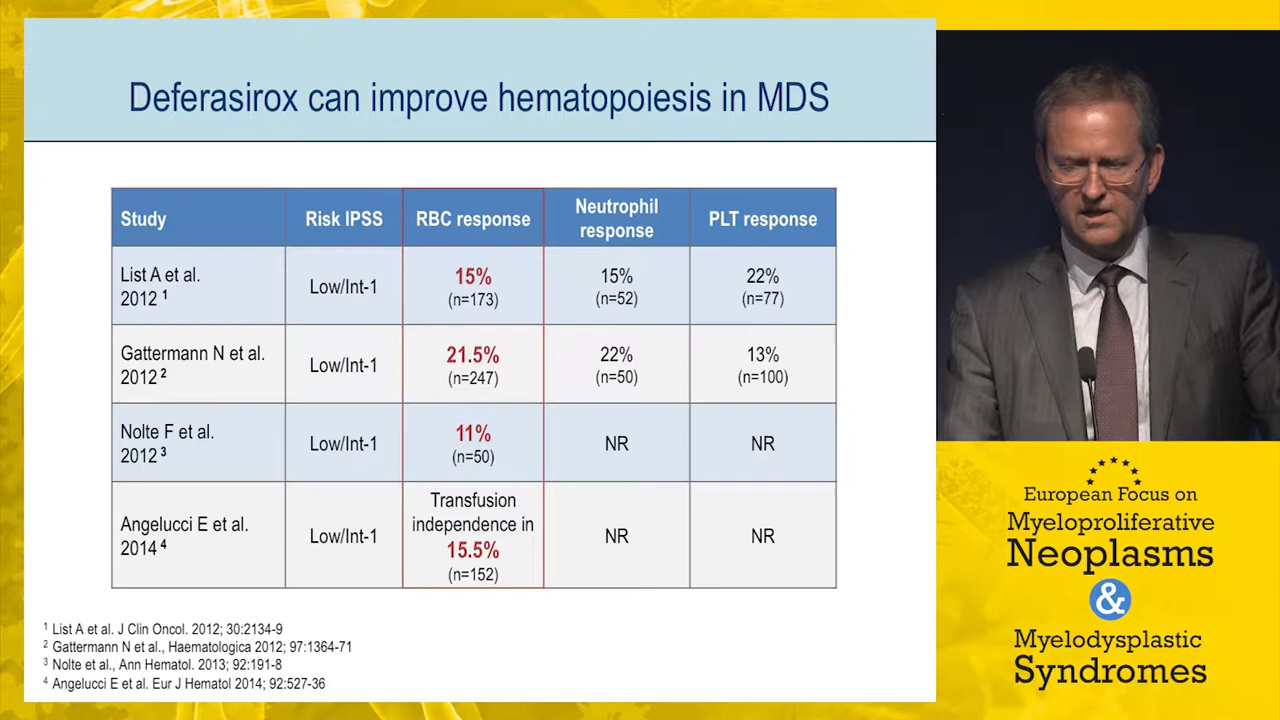 Deferasirox can improve hematopoiesis in MDS
Study
Risk IPSS
RBC response
Neutrophil
response
PLT response
List A et al.
2012 1
Low/Int-1
15%
(n=173)
15%
(n=52)
22%
(n=77)
Gattermann N et al.
2012 2
Low/Int-1
21.5%
(n=247)
22%
(n=50)
13%
(n=100)
Nolte F et al.
2012 3
Low/Int-1
11%
(n=50)
NR
NR
Angelucci E et al.
2014 4
Low/Int-1
Transfusion
independence in
15.5%
(n=152)
NR
NR
1 List A et al. J Clin Oncol. 2012; 30:2134-9
2 Gattermann N et al., Haematologica 2012; 97:1364-71
3 Nolte et al., Ann Hematol. 2013; 92:191-8
4 Angelucci E et al. Eur J Hematol 2014; 92:527-36
European Focus on
Myeloproliferative
Neoplasms
&
Myelodysplastic
Syndromes